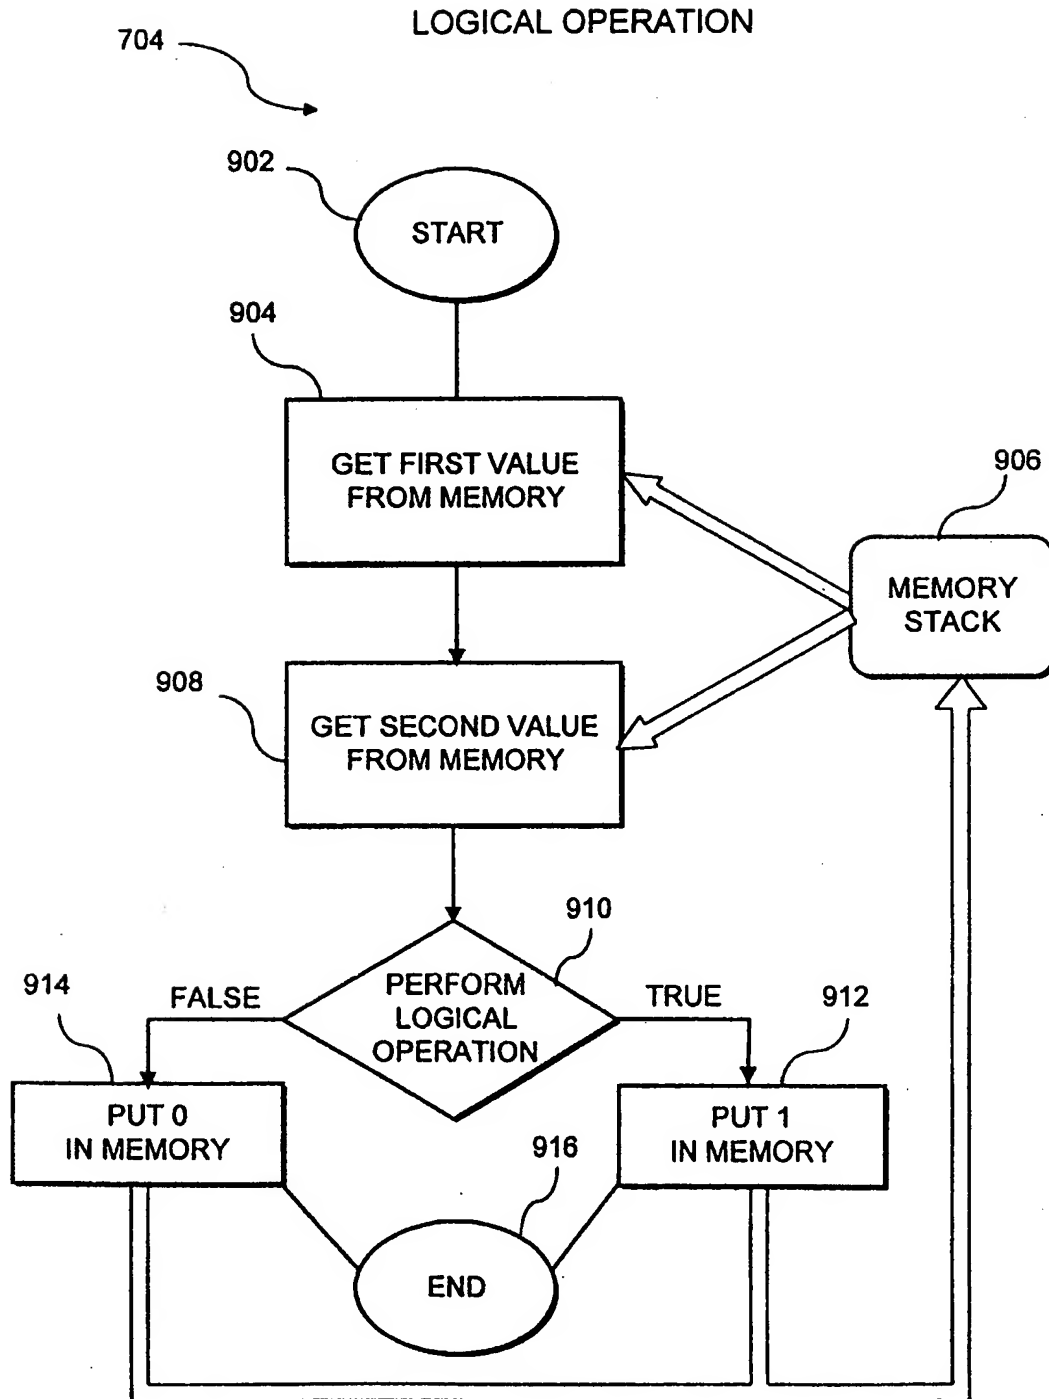 LOGICAL OPERATION
704
902
START
904
GET FIRST VALUE
FROM MEMORY
906
MEMORY
STACK
908
GET SECOND VALUE
FROM MEMORY
910
PERFORM
LOGICAL
OPERATION
914
FALSE
TRUE
912
PUT 0
IN MEMORY
PUT 1
IN MEMORY
916
END